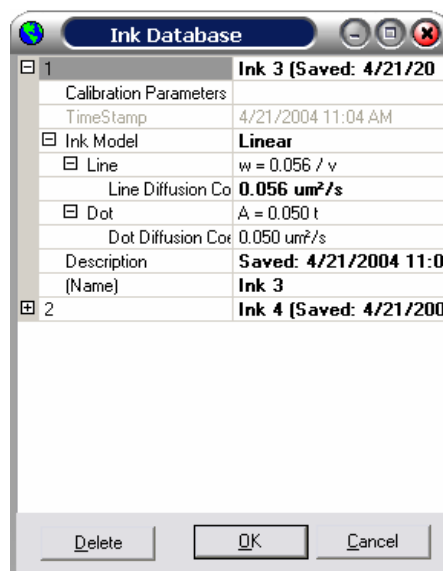 Ink Database
1 Ink 3 (Saved: 4/21/20
Calibration Parameters
TimeStamp 4/21/2004 11:04 AM
Ink Model Linear
Line w = 0.056 / v
Line Diffusion Co 0.056 um²/s
Dot A = 0.050 t
Dot Diffusion Coe 0.050 um²/s
Description Saved: 4/21/2004 11:0
(Name) Ink 3
2 Ink 4 (Saved: 4/21/200
Delete OK Cancel